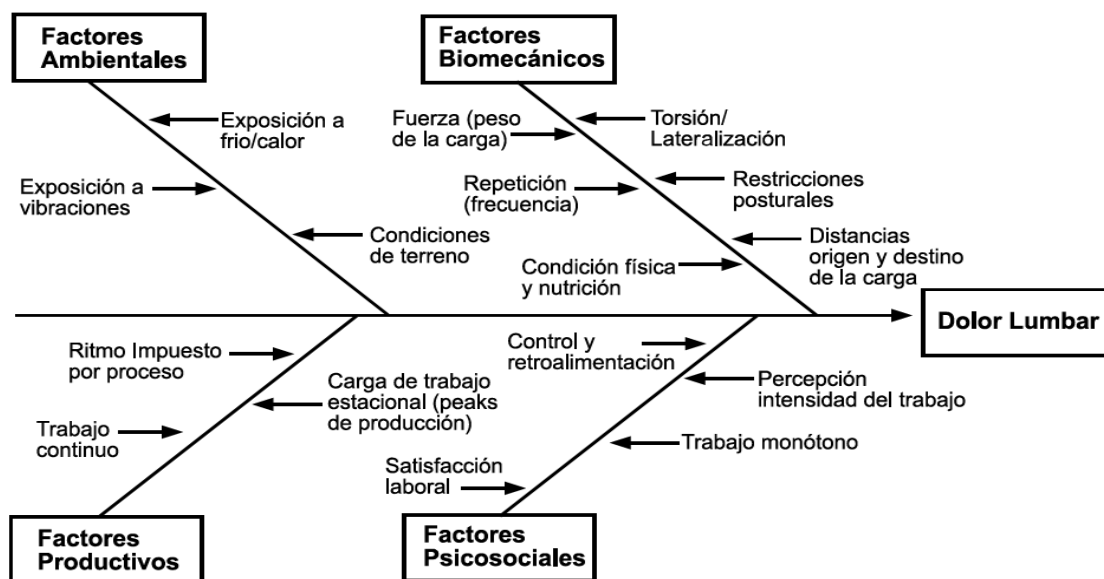 Factores
Ambientales
Exposición a
frio/calor
Exposición a
vibraciones
Condiciones
de terreno
Factores
Biomecánicos
Fuerza (peso
de la carga)
Torsión/
Lateralización
Repetición
(frecuencia)
Restricciones
posturales
Distancias
origen y destino
de la carga
Condición física
y nutrición
Dolor Lumbar
Ritmo Impuesto
por proceso
Carga de trabajo
estacional (peaks
de producción)
Trabajo
continuo
Factores
Productivos
Control y
retroalimentación
Percepción
intensidad del trabajo
Trabajo monótono
Satisfacción
laboral
Factores
Psicosociales